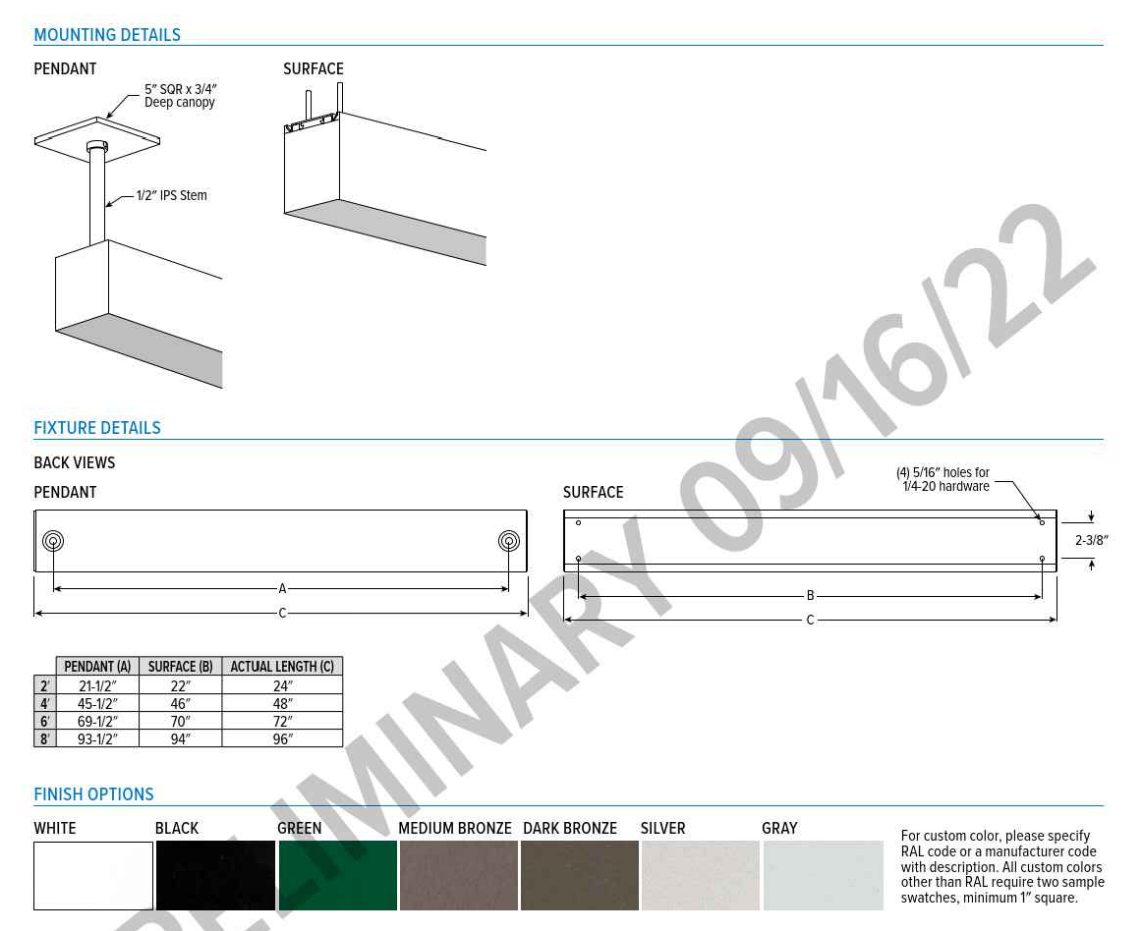 MOUNTING DETAILS
PENDANT
5" SQR x 3/4"
Deep canopy
1/2" IPS Stem
SURFACE
FIXTURE DETAILS
BACK VIEWS
PENDANT
A
C
SURFACE
(4) 5/16" holes for
1/4-20 hardware
2-3/8"
B
C
PENDANT (A) SURFACE (B) ACTUAL LENGTH (C)
2' 21-1/2" 22" 24"
4' 45-1/2" 46" 48"
6' 69-1/2" 70" 72"
8' 93-1/2" 94" 96"
FINISH OPTIONS
WHITE BLACK GREEN MEDIUM BRONZE DARK BRONZE SILVER GRAY
For custom color, please specify
RAL code or a manufacturer code
with description. All custom colors
other than RAL require two sample
swatches, minimum 1" square.
RELIMINARY 09/16/22